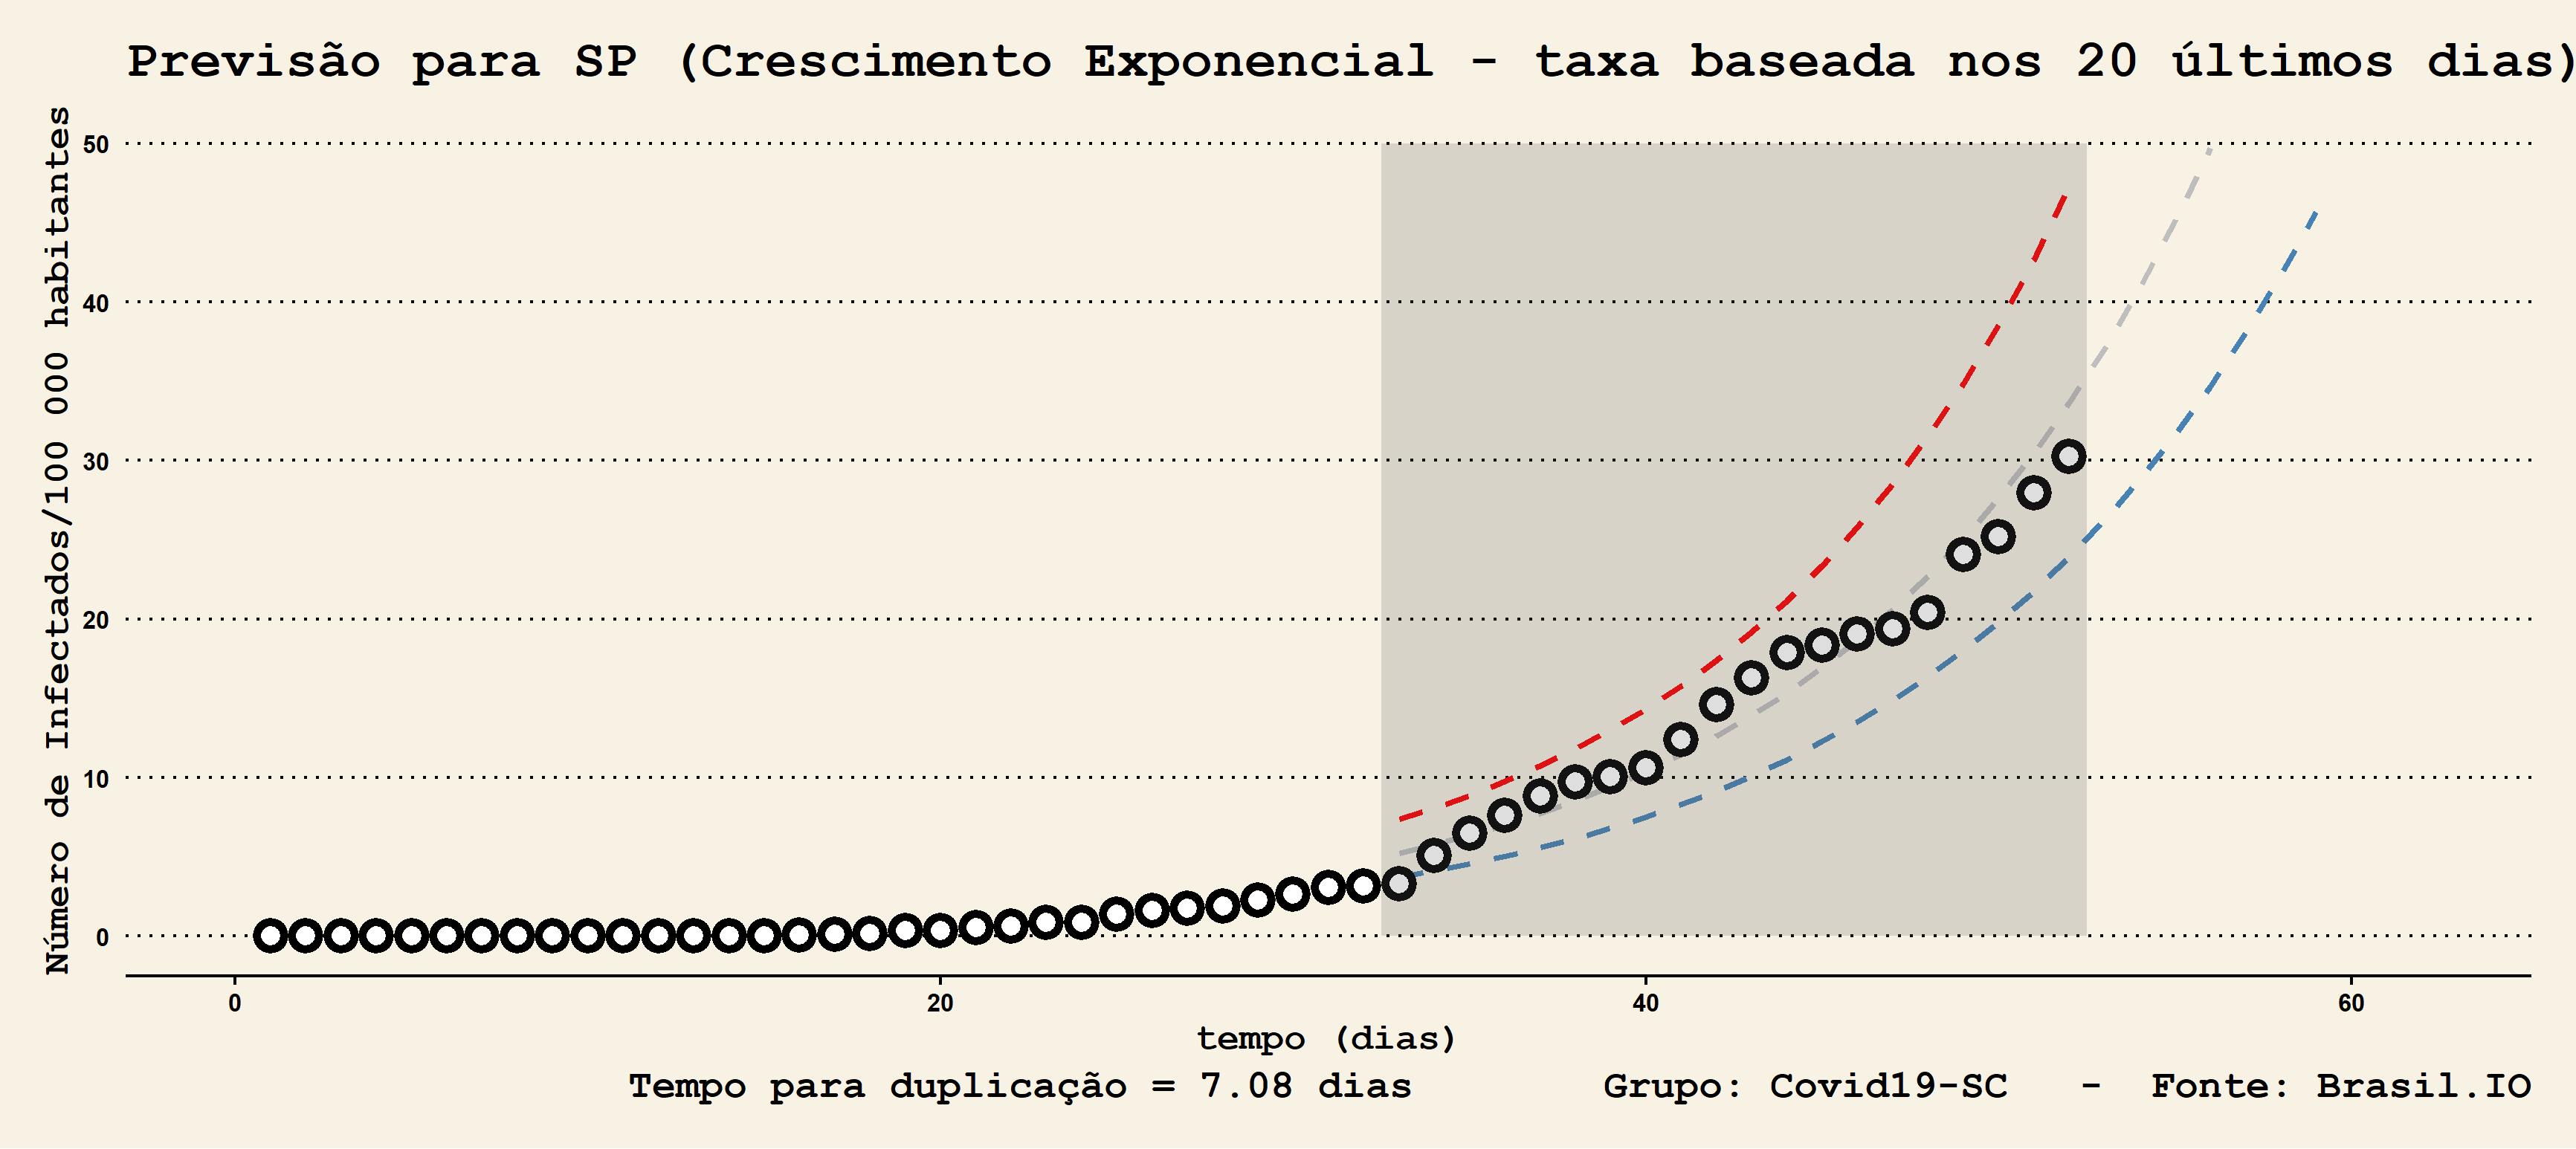 Previsão para SP (Crescimento Exponencial - taxa baseada nos 20 últimos dias)
Número de Infectados/100 000 habitantes
50
40
30
20
10
0
0 20 40 60
tempo (dias)
Tempo para duplicação = 7.08 dias Grupo: Covid19-SC - Fonte: Brasil.IO